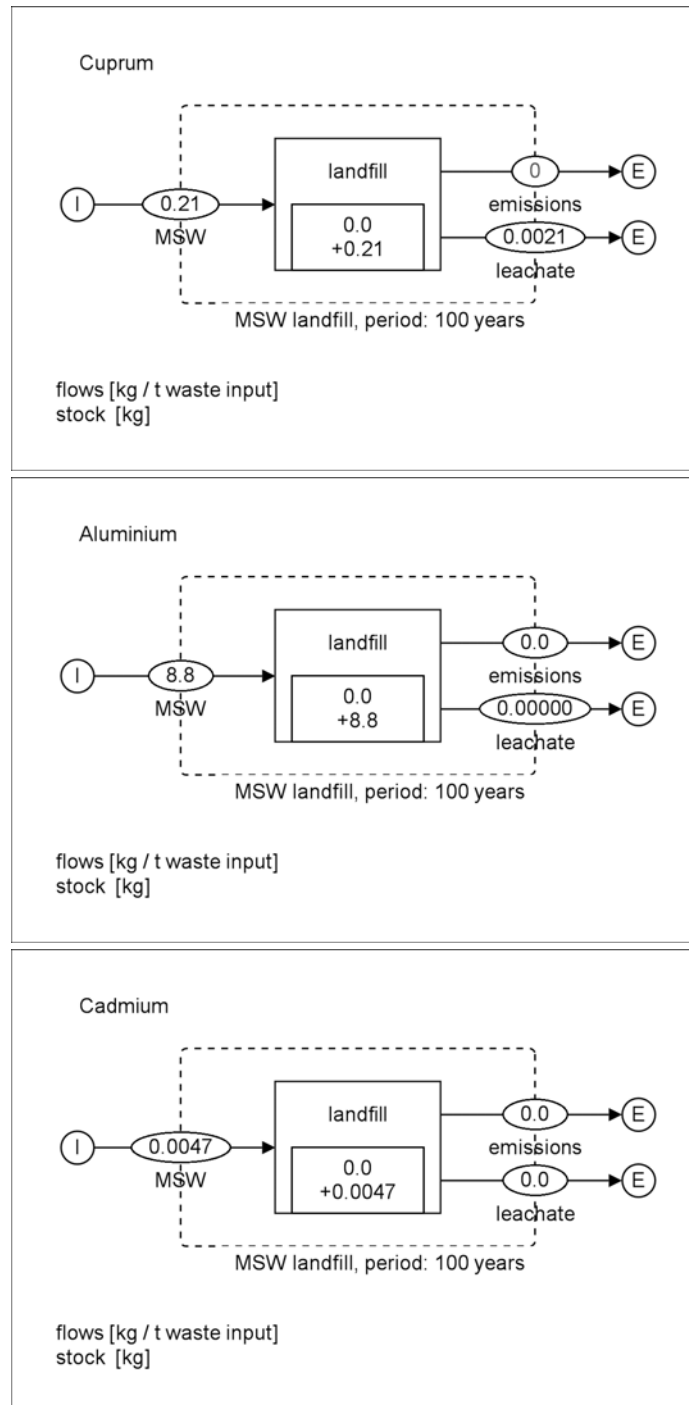 Cuprum
landfill
I
0.21
MSW
0.0
+0.21
0
E
emissions
0.0021
E
leachate
MSW landfill, period: 100 years
flows [kg / t waste input]
stock [kg]
Aluminium
landfill
I
8.8
MSW
0.0
+8.8
0.0
E
emissions
0.00000
E
leachate
MSW landfill, period: 100 years
flows [kg / t waste input]
stock [kg]
Cadmium
landfill
I
0.0047
MSW
0.0
+0.0047
0.0
E
emissions
0.0
E
leachate
MSW landfill, period: 100 years
flows [kg / t waste input]
stock [kg]